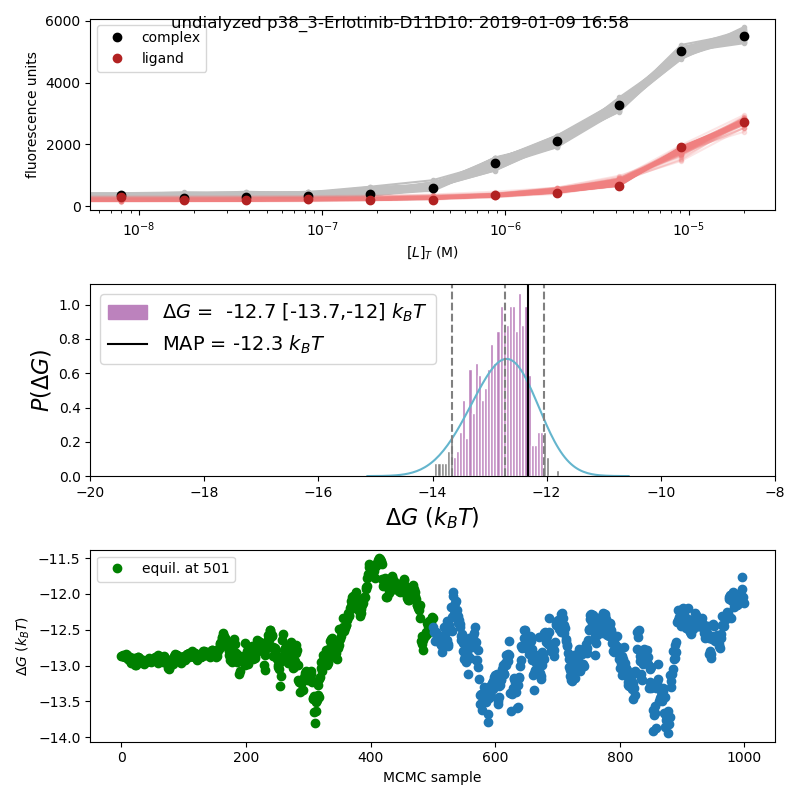 undialyzed p38_3-Erlotinib-D11D10: 2019-01-09 16:58
6000
4000
2000
0
fluorescence units
complex
ligand
10⁻⁸ 10⁻⁷ 10⁻⁶ 10⁻⁵
[L]_T (M)
1.0
0.8
0.6
0.4
0.2
0.0
P(ΔG)
ΔG = -12.7 [-13.7,-12] k_BT
MAP = -12.3 k_BT
−20 −18 −16 −14 −12 −10 −8
ΔG (k_BT)
−11.5
−12.0
−12.5
−13.0
−13.5
−14.0
ΔG (k_BT)
equil. at 501
0 200 400 600 800 1000
MCMC sample